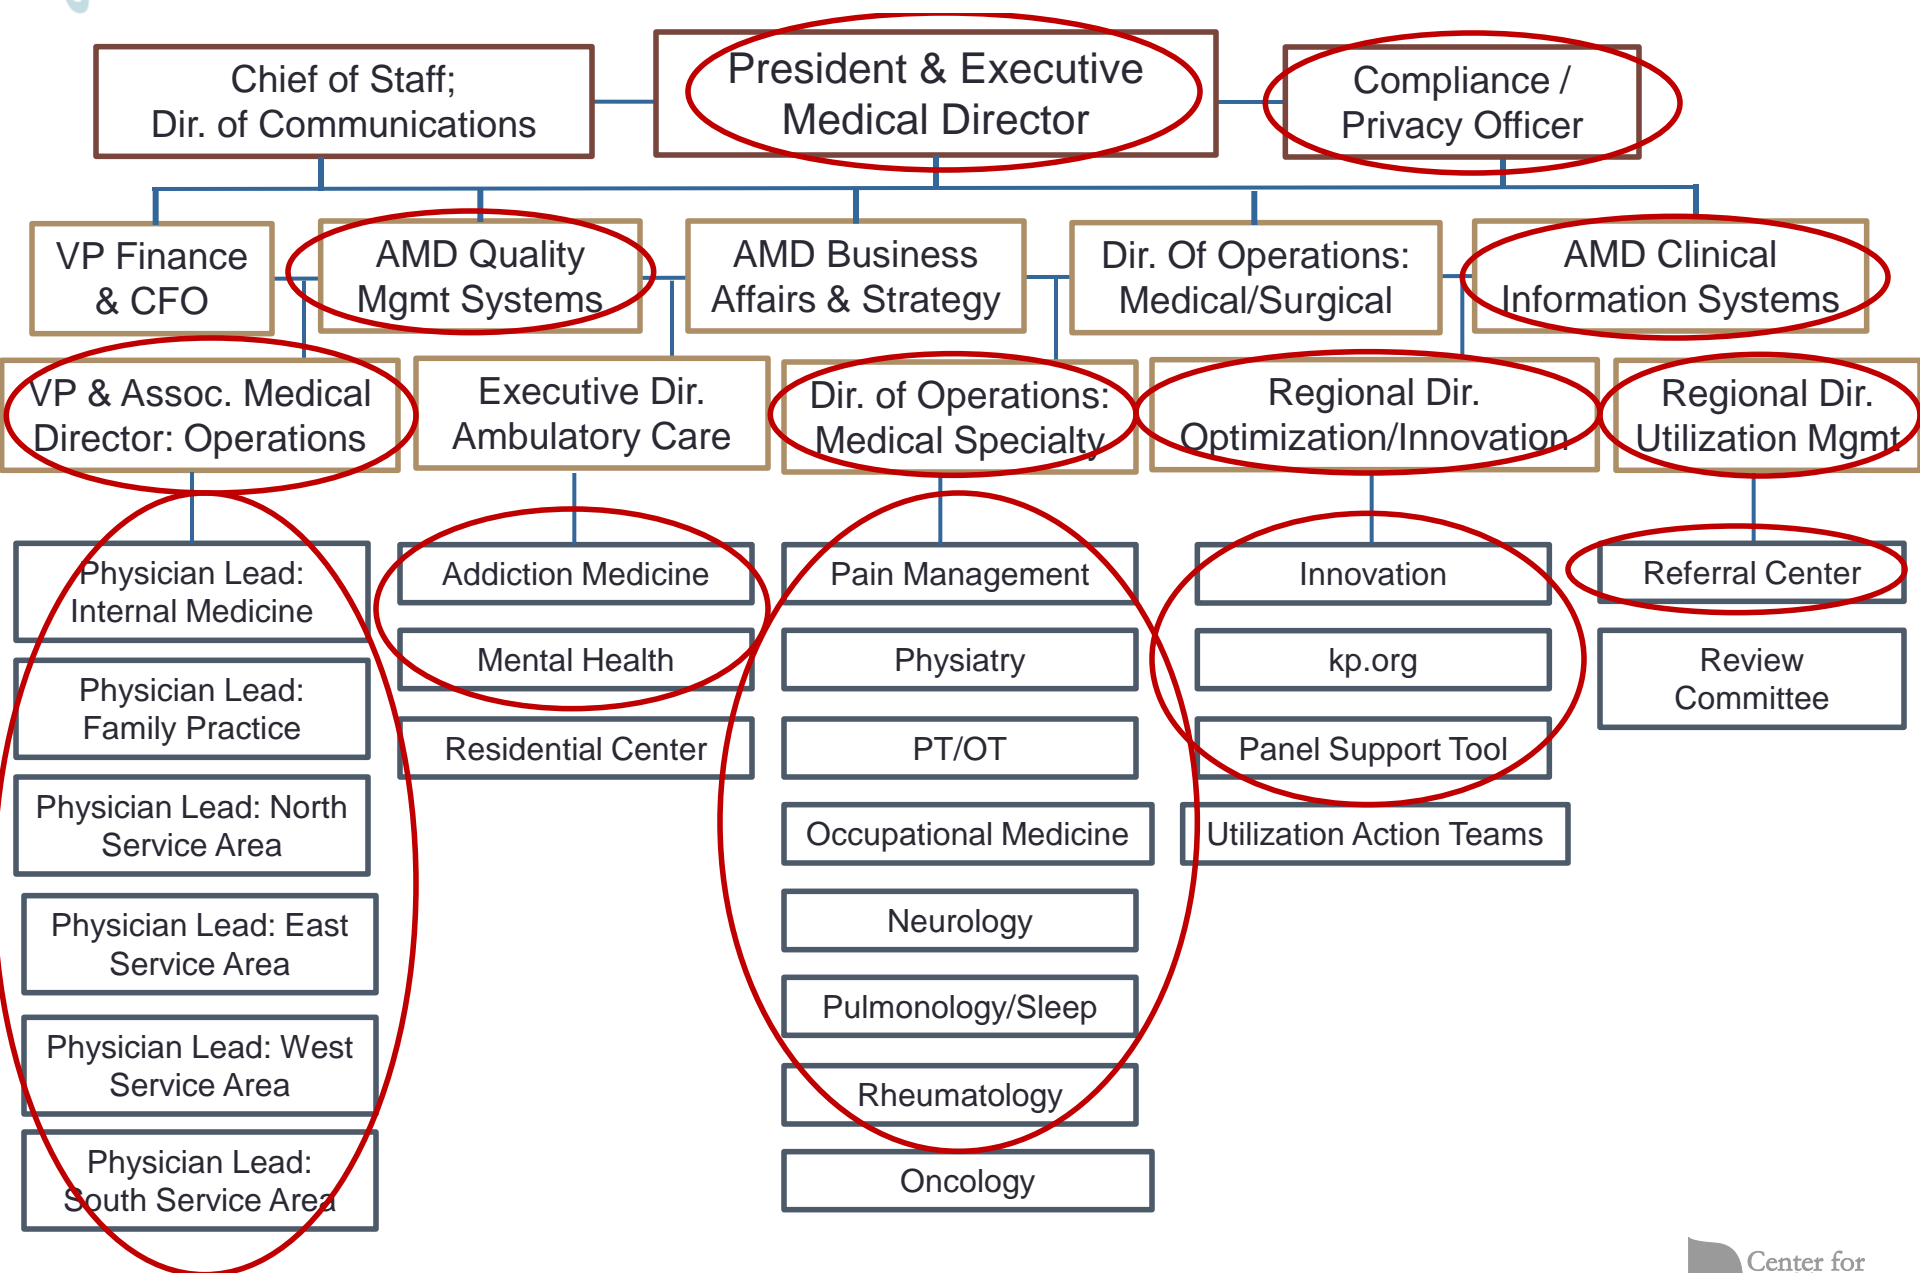 Chief of Staff;
Dir. of Communications
President & Executive
Medical Director
Compliance /
Privacy Officer
VP Finance
& CFO
AMD Quality
Mgmt Systems
AMD Business
Affairs & Strategy
Dir. Of Operations:
Medical/Surgical
AMD Clinical
Information Systems
VP & Assoc. Medical
Director: Operations
Executive Dir.
Ambulatory Care
Dir. of Operations:
Medical Specialty
Regional Dir.
Optimization/Innovation
Regional Dir.
Utilization Mgmt
Physician Lead:
Internal Medicine
Physician Lead:
Family Practice
Physician Lead: North
Service Area
Physician Lead: East
Service Area
Physician Lead: West
Service Area
Physician Lead:
South Service Area
Addiction Medicine
Mental Health
Residential Center
Pain Management
Physiatry
PT/OT
Occupational Medicine
Neurology
Pulmonology/Sleep
Rheumatology
Oncology
Innovation
kp.org
Panel Support Tool
Utilization Action Teams
Referral Center
Review
Committee
Center for